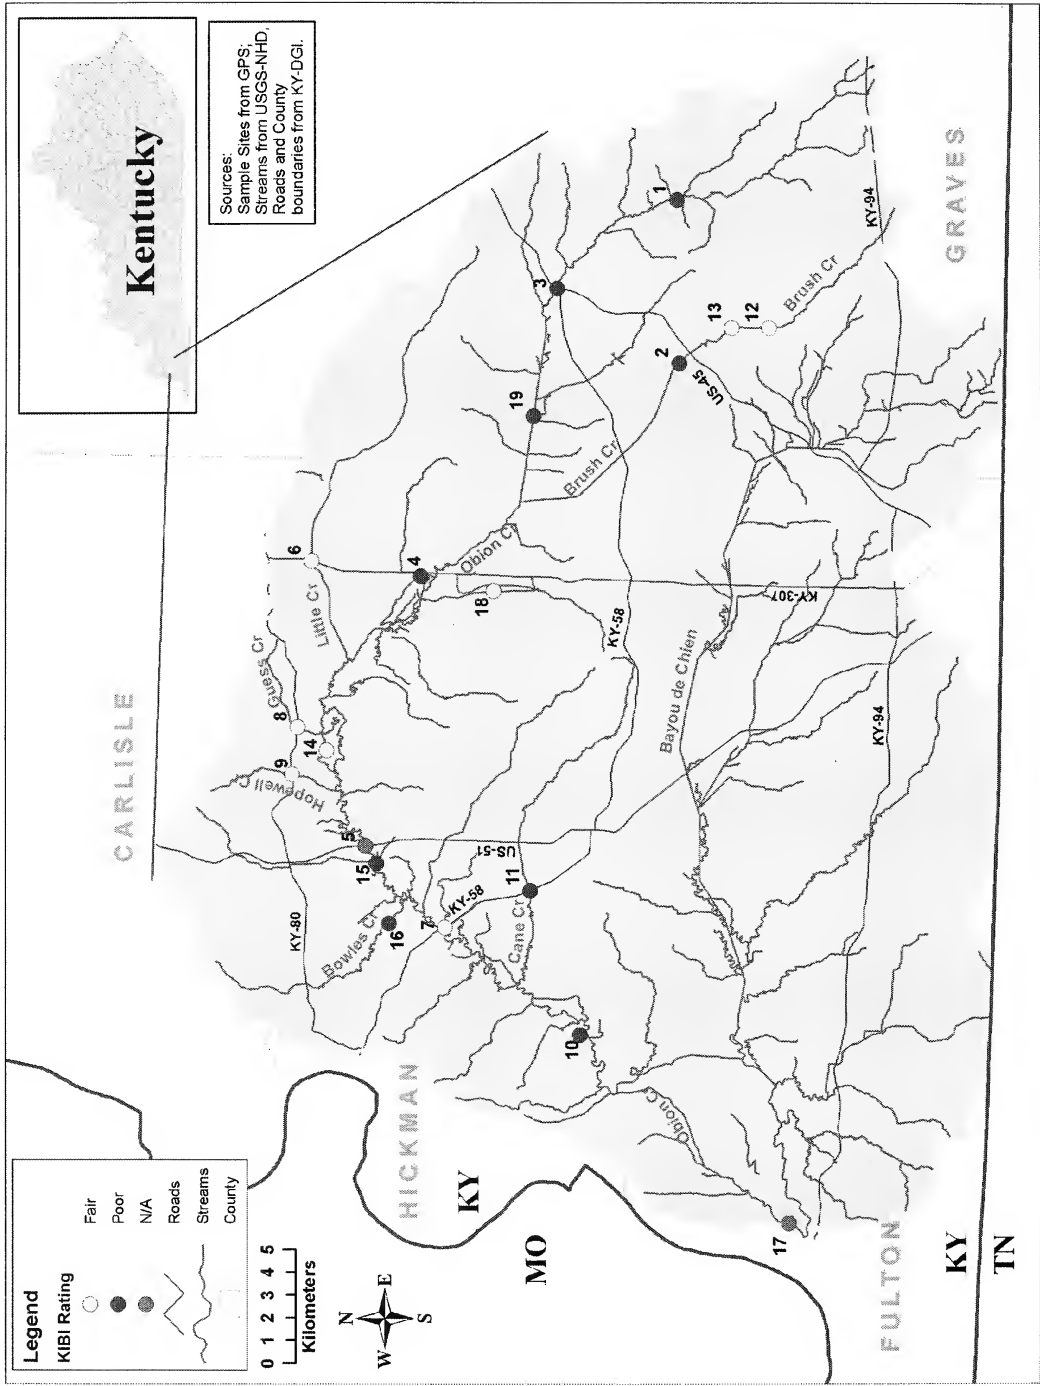 Legend
KIBI Rating
Fair
Poor
N/A
Roads
Streams
County
0 1 2 3 4 5
Kilometers
N
W E
S
Kentucky
Sources:
Sample Sites from GPS;
Streams from USGS-NHD,
Roads and County
boundaries from KY-DGI.
CARLISLE
HICKMAN
KY
MO
FULTON
KY
TN
GRAVES
KY-80
Bowles Cr
16
15
5
Hopewell Cr
9
8
14
Guess Cr
Little Cr
6
7
KY-58
US-51
11
Cane Cr
10
Obion Cr
17
4
Obion Cr
18
KY-58
KY-307
Bayou de Chien
KY-94
19
Brush Cr
3
2
US-45
13
12
Brush Cr
1
KY-94